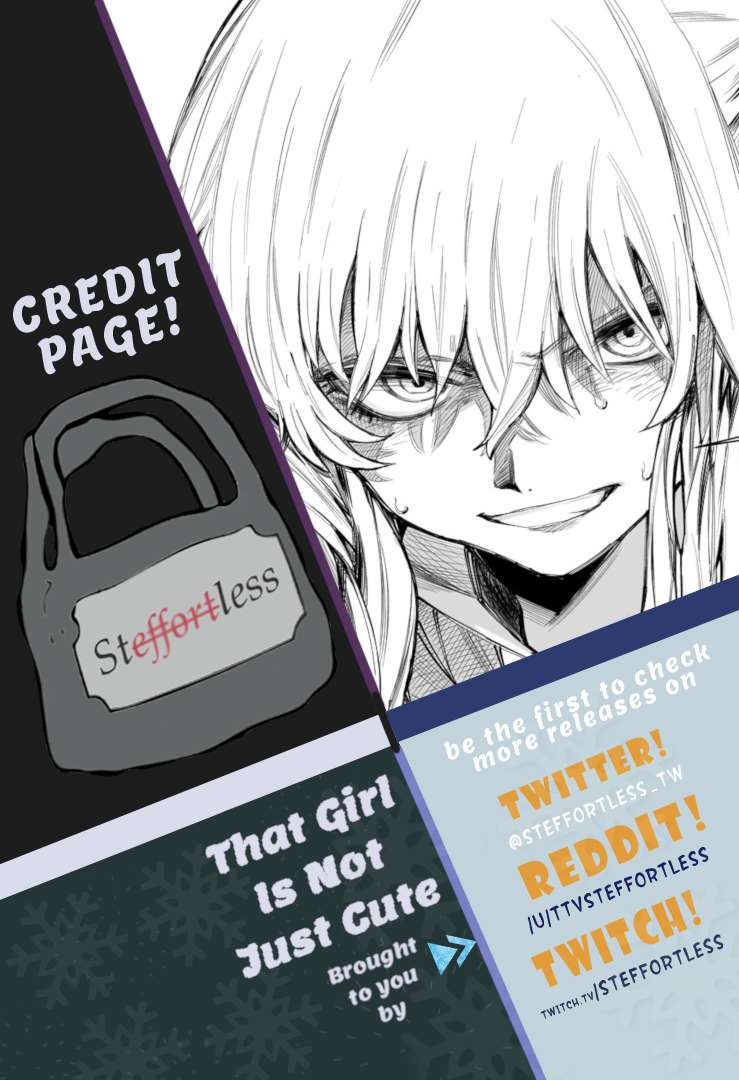 CREDIT
PAGE!
Steffortless
be the first to check
more releases on
TWITTER!
@STEFFORTLESS_TW
REDDIT!
/U/TTVSTEFFORTLESS
TWITCH!
TWITCH.TV/STEFFORTLESS
That Girl
Is Not
Just Cute
Brought
to you
by